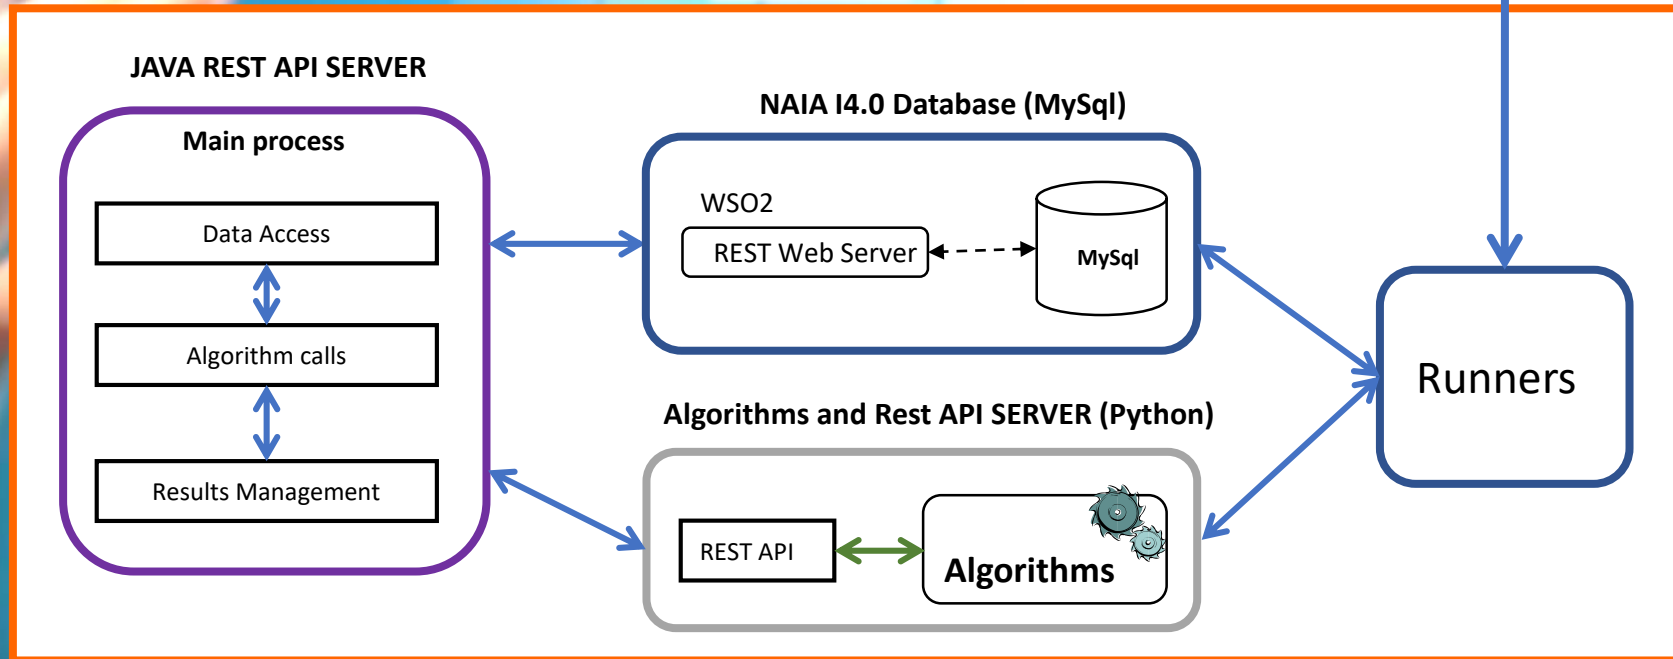 JAVA REST API SERVER
Main process
Data Access
Algorithm calls
Results Management
NAIA I4.0 Database (MySql)
WSO2
REST Web Server
MySql
Algorithms and Rest API SERVER (Python)
REST API
Algorithms
Runners